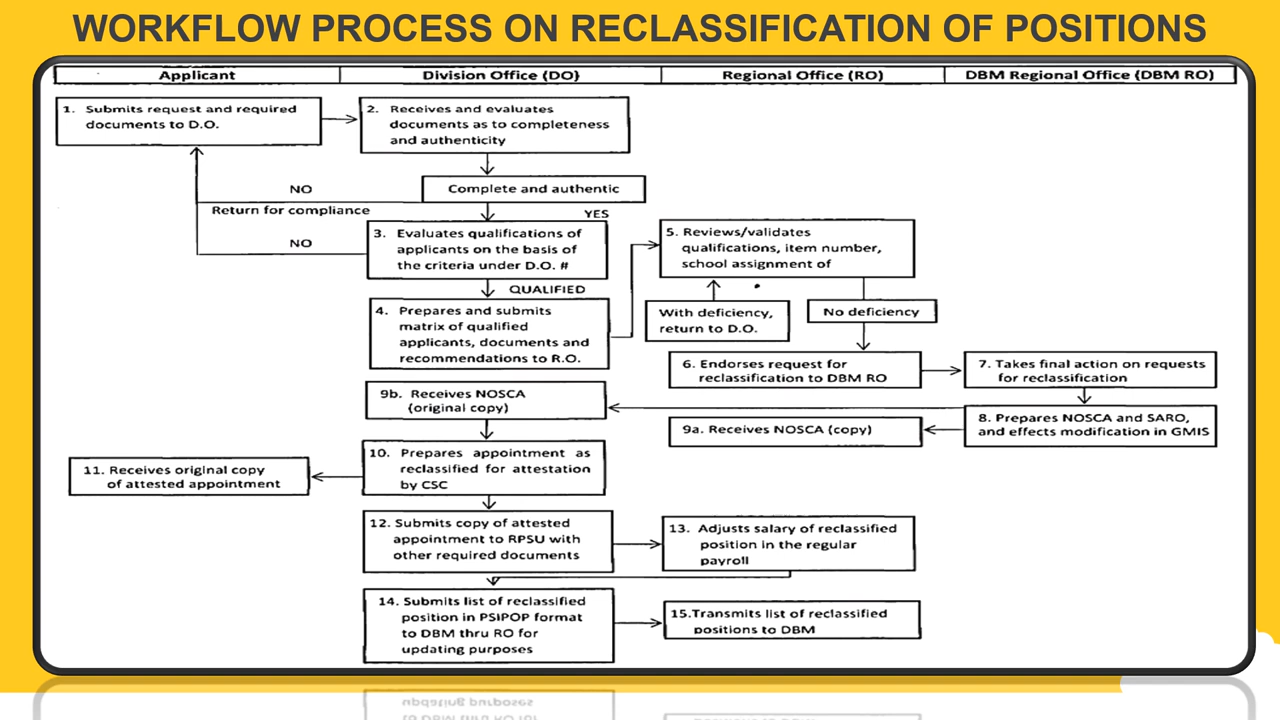 WORKFLOW PROCESS ON RECLASSIFICATION OF POSITIONS
Applicant
Division Office (DO)
Regional Office (RO)
DBM Regional Office (DBM RO)
1. Submits request and required
documents to D.O.
2. Receives and evaluates
documents as to completeness
and authenticity
NO
Complete and authentic
Return for compliance
YES
NO
3. Evaluates qualifications of
applicants on the basis of
the criteria under D.O. #
5. Reviews/validates
qualifications, item number,
school assignment of
QUALIFIED
4. Prepares and submits
matrix of qualified
applicants, documents and
recommendations to R.O.
With deficiency,
return to D.O.
No deficiency
6. Endorses request for
reclassification to DBM RO
7. Takes final action on requests
for reclassification
9b. Receives NOSCA
(original copy)
9a. Receives NOSCA (copy)
8. Prepares NOSCA and SARO,
and effects modification in GMIS
10. Prepares appointment as
reclassified for attestation
by CSC
11. Receives original copy
of attested appointment
12. Submits copy of attested
appointment to RPSU with
other required documents
13. Adjusts salary of reclassified
position in the regular
payroll
14. Submits list of reclassified
position in PSIPOP format
to DBM thru RO for
updating purposes
15.Transmits list of reclassified
positions to DBM